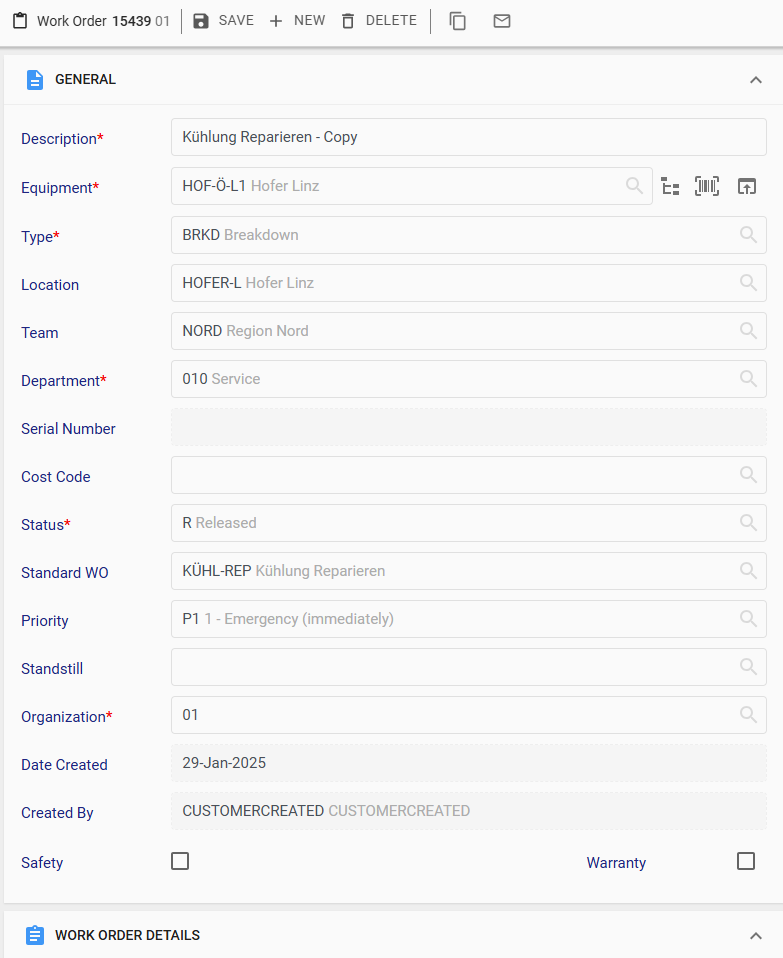 Work Order 15439 01 SAVE NEW DELETE
GENERAL
Description* Kühlung Reparieren - Copy
Equipment* HOF-Ö-L1 Hofer Linz
Type* BRKD Breakdown
Location HOFER-L Hofer Linz
Team NORD Region Nord
Department* 010 Service
Serial Number
Cost Code
Status* R Released
Standard WO KÜHL-REP Kühlung Reparieren
Priority P1 1 - Emergency (immediately)
Standstill
Organization* 01
Date Created 29-Jan-2025
Created By CUSTOMERCREATED CUSTOMERCREATED
Safety Warranty
WORK ORDER DETAILS